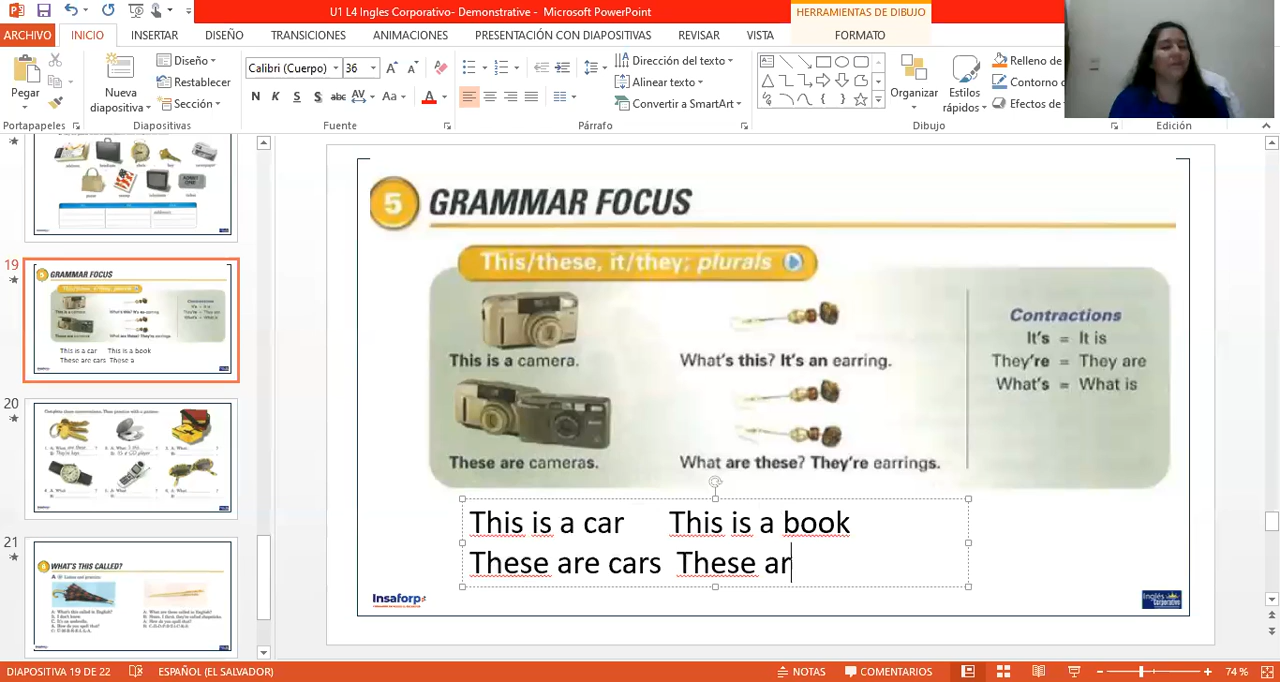 U1 L4 Ingles Corporativo- Demonstrative - Microsoft PowerPoint
HERRAMIENTAS DE DIBUJO
ARCHIVO INICIO INSERTAR DISEÑO TRANSICIONES ANIMACIONES PRESENTACIÓN CON DIAPOSITIVAS REVISAR VISTA FORMATO
Pegar
Nueva diapositiva
Diseño
Restablecer
Sección
Calibri (Cuerpo) 36
N K S S abc AV Aa A
Dirección del texto
Alinear texto
Convertir a SmartArt
Organizar
Estilos rápidos
Relleno de
Contorno
Efectos de
Portapapeles Diapositivas Fuente Párrafo Dibujo Edición
19
GRAMMAR FOCUS
This is a car This is a book
These are cars These a
20
21
WHAT'S THIS CALLED?
5 GRAMMAR FOCUS
This/these, it/they; plurals
This is a camera.
What's this? It's an earring.
These are cameras.
What are these? They're earrings.
Contractions
It's = It is
They're = They are
What's = What is
This is a car This is a book
These are cars These ar
Insaforp
Inglés Corporativo
DIAPOSITIVA 19 DE 22 ESPAÑOL (EL SALVADOR) NOTAS COMENTARIOS 74 %